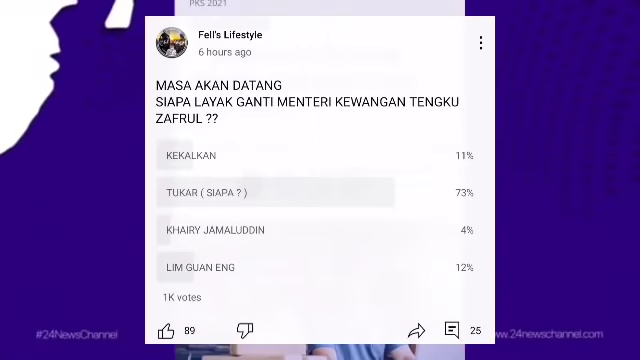 PKS 2021
Fell's Lifestyle
6 hours ago
MASA AKAN DATANG
SIAPA LAYAK GANTI MENTERI KEWANGAN TENGKU
ZAFRUL ??
KEKALKAN 11%
TUKAR ( SIAPA ? ) 73%
KHAIRY JAMALUDDIN 4%
LIM GUAN ENG 12%
1K votes
89 25
#24NewsChannel www.24newschannel.com